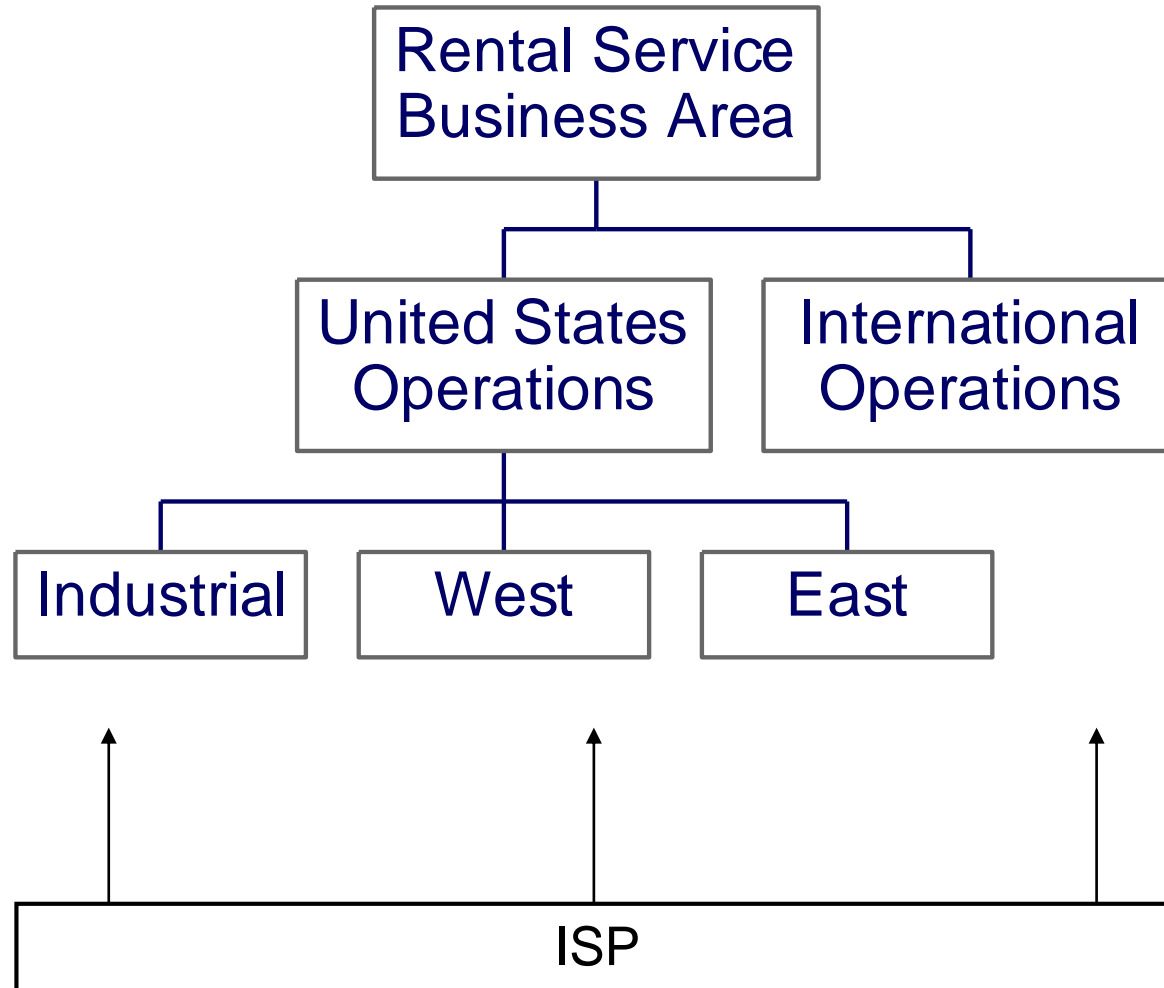 Rental Service
Business Area
United States
Operations
International
Operations
Industrial
West
East
ISP